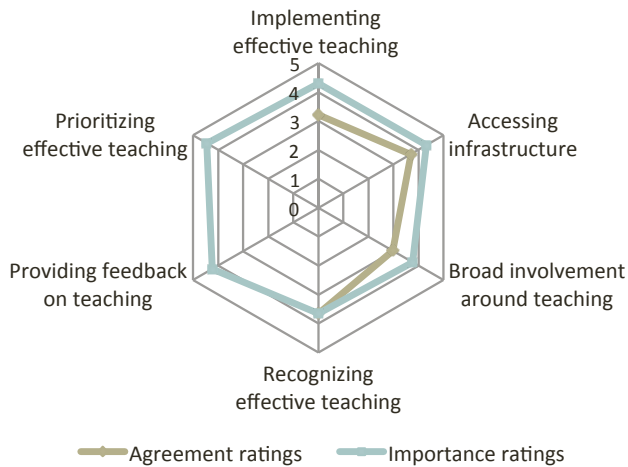 Implementing
effective teaching
5
4
3
2
1
0
Prioritizing
effective teaching
Accessing
infrastructure
Providing feedback
on teaching
Broad involvement
around teaching
Recognizing
effective teaching
Agreement ratings
Importance ratings